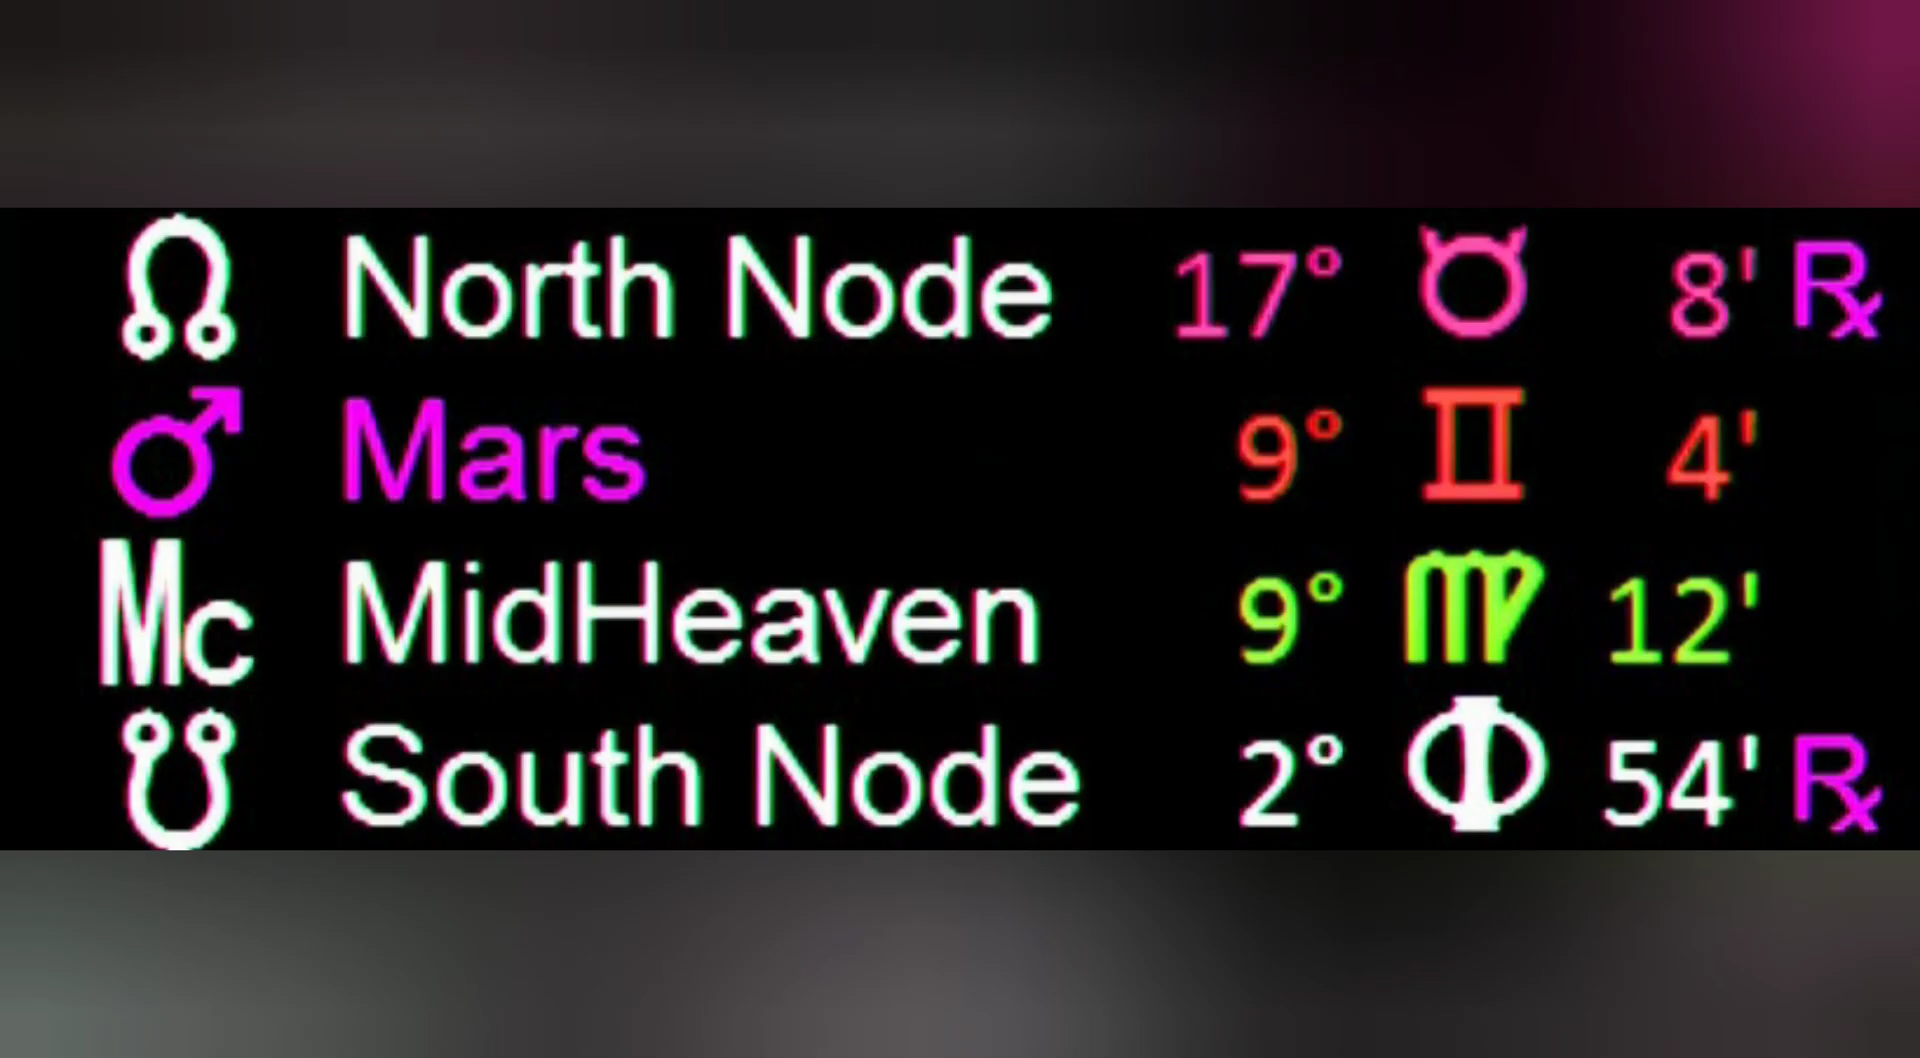 ☊ North Node 17° ♉ 8' ℞
♂ Mars 9° ♊ 4'
Mc MidHeaven 9° ♍ 12'
☋ South Node 2° Φ 54' ℞